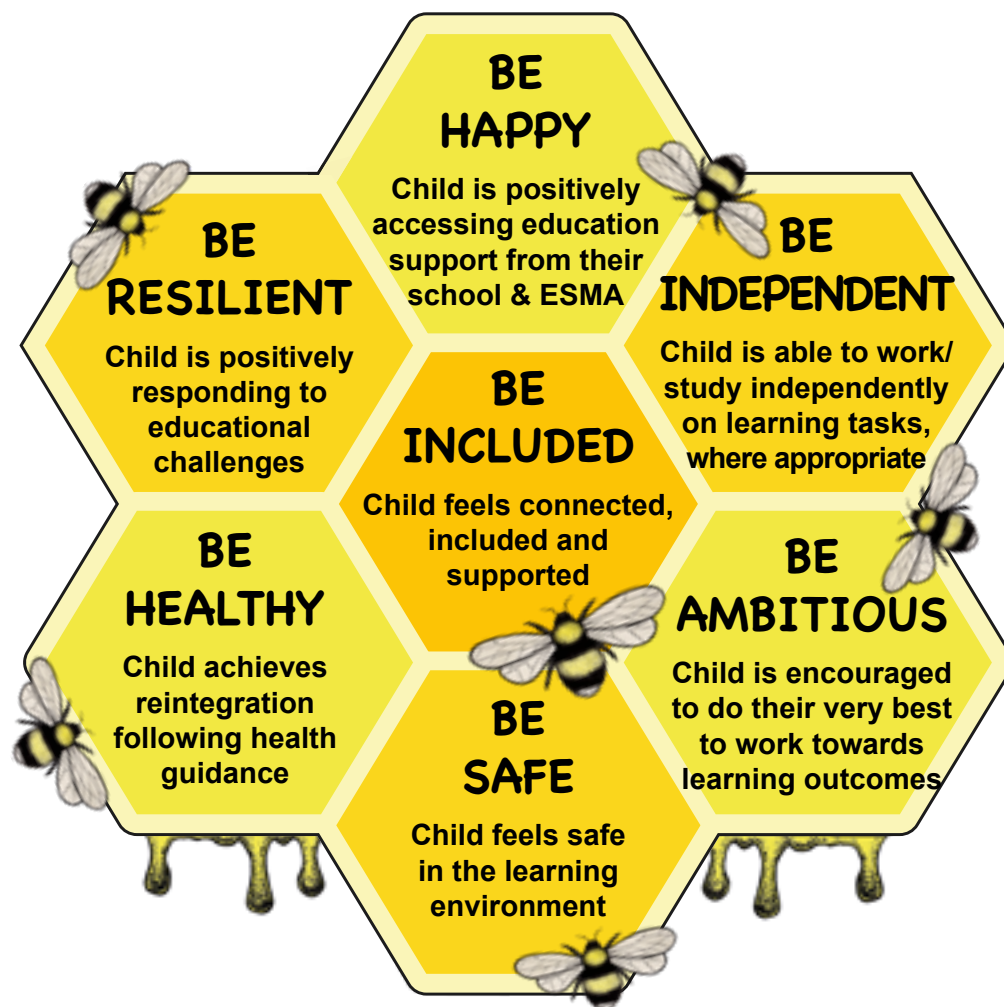 BE
HAPPY
Child is positively
accessing education
support from their
school & ESMA
BE
RESILIENT
Child is positively
responding to
educational
challenges
BE
INDEPENDENT
Child is able to work/
study independently
on learning tasks,
where appropriate
BE
INCLUDED
Child feels connected,
included and
supported
BE
HEALTHY
Child achieves
reintegration
following health
guidance
BE
AMBITIOUS
Child is encouraged
to do their very best
to work towards
learning outcomes
BE
SAFE
Child feels safe
in the learning
environment